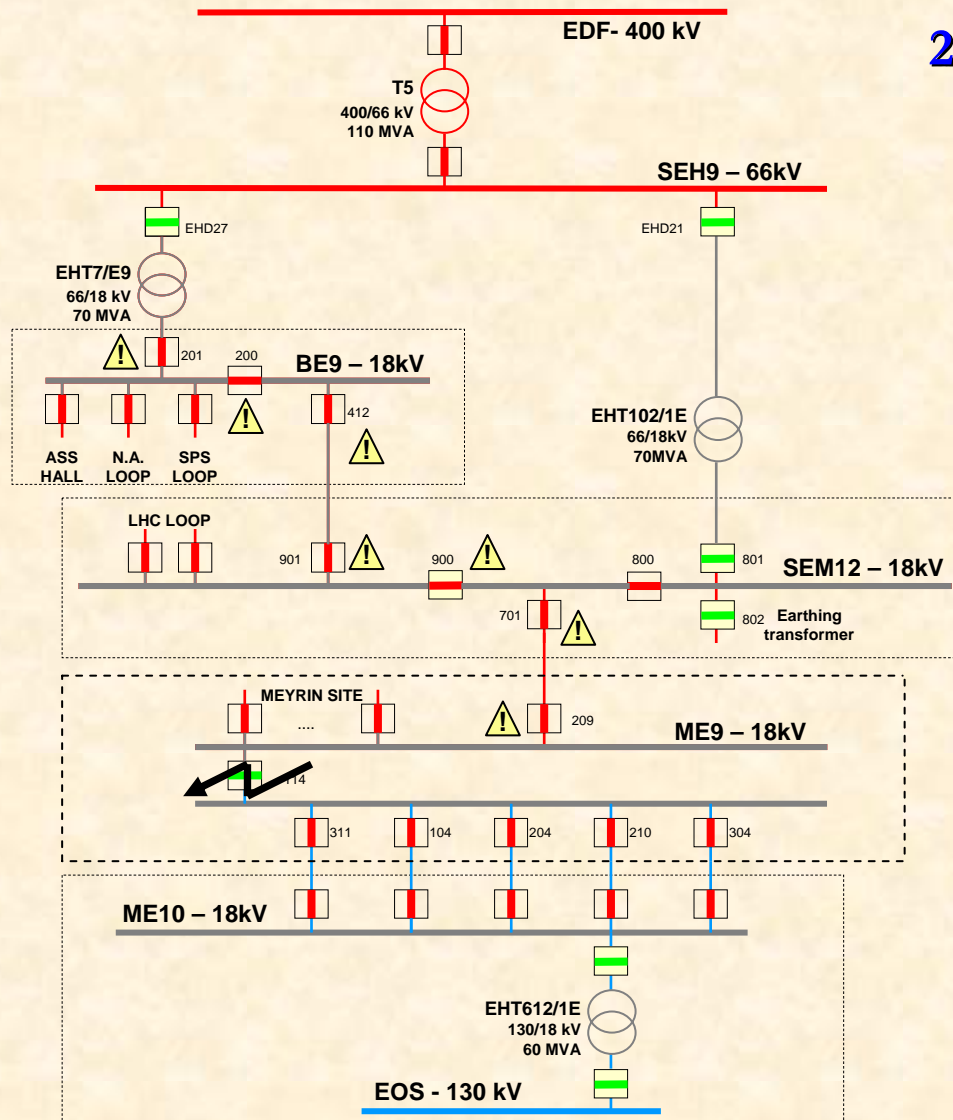 EDF- 400 kV
2
T5
400/66 kV
110 MVA
SEH9 – 66kV
EHD27
EHD21
EHT7/E9
66/18 kV
70 MVA
!
201
200
BE9 – 18kV
!
412
!
ASS
HALL
N.A.
LOOP
SPS
LOOP
EHT102/1E
66/18kV
70MVA
LHC LOOP
901
!
900
!
800
801
SEM12 – 18kV
701
!
802
Earthing
transformer
MEYRIN SITE
....
!
209
ME9 – 18kV
114
311
104
204
210
304
ME10 – 18kV
EHT612/1E
130/18 kV
60 MVA
EOS - 130 kV